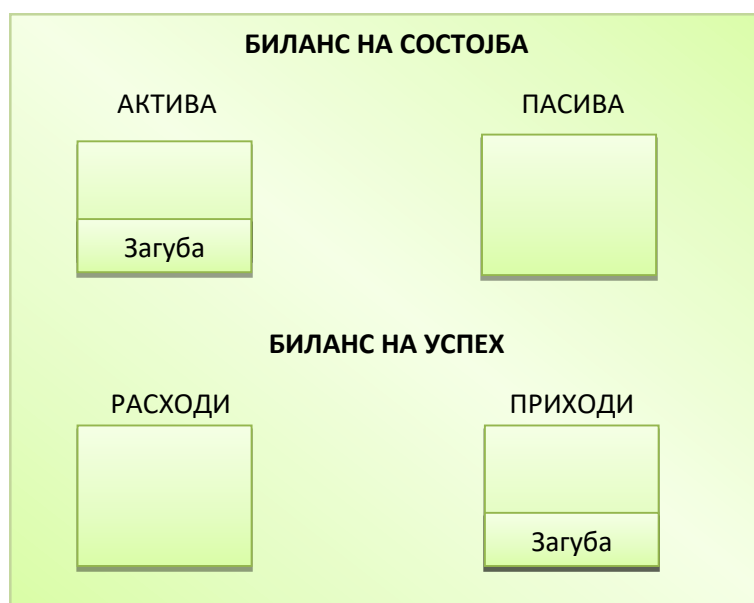 БИЛАНС НА СОСТОЈБА
АКТИВА ПАСИВА
Загуба
БИЛАНС НА УСПЕХ
РАСХОДИ ПРИХОДИ
Загуба